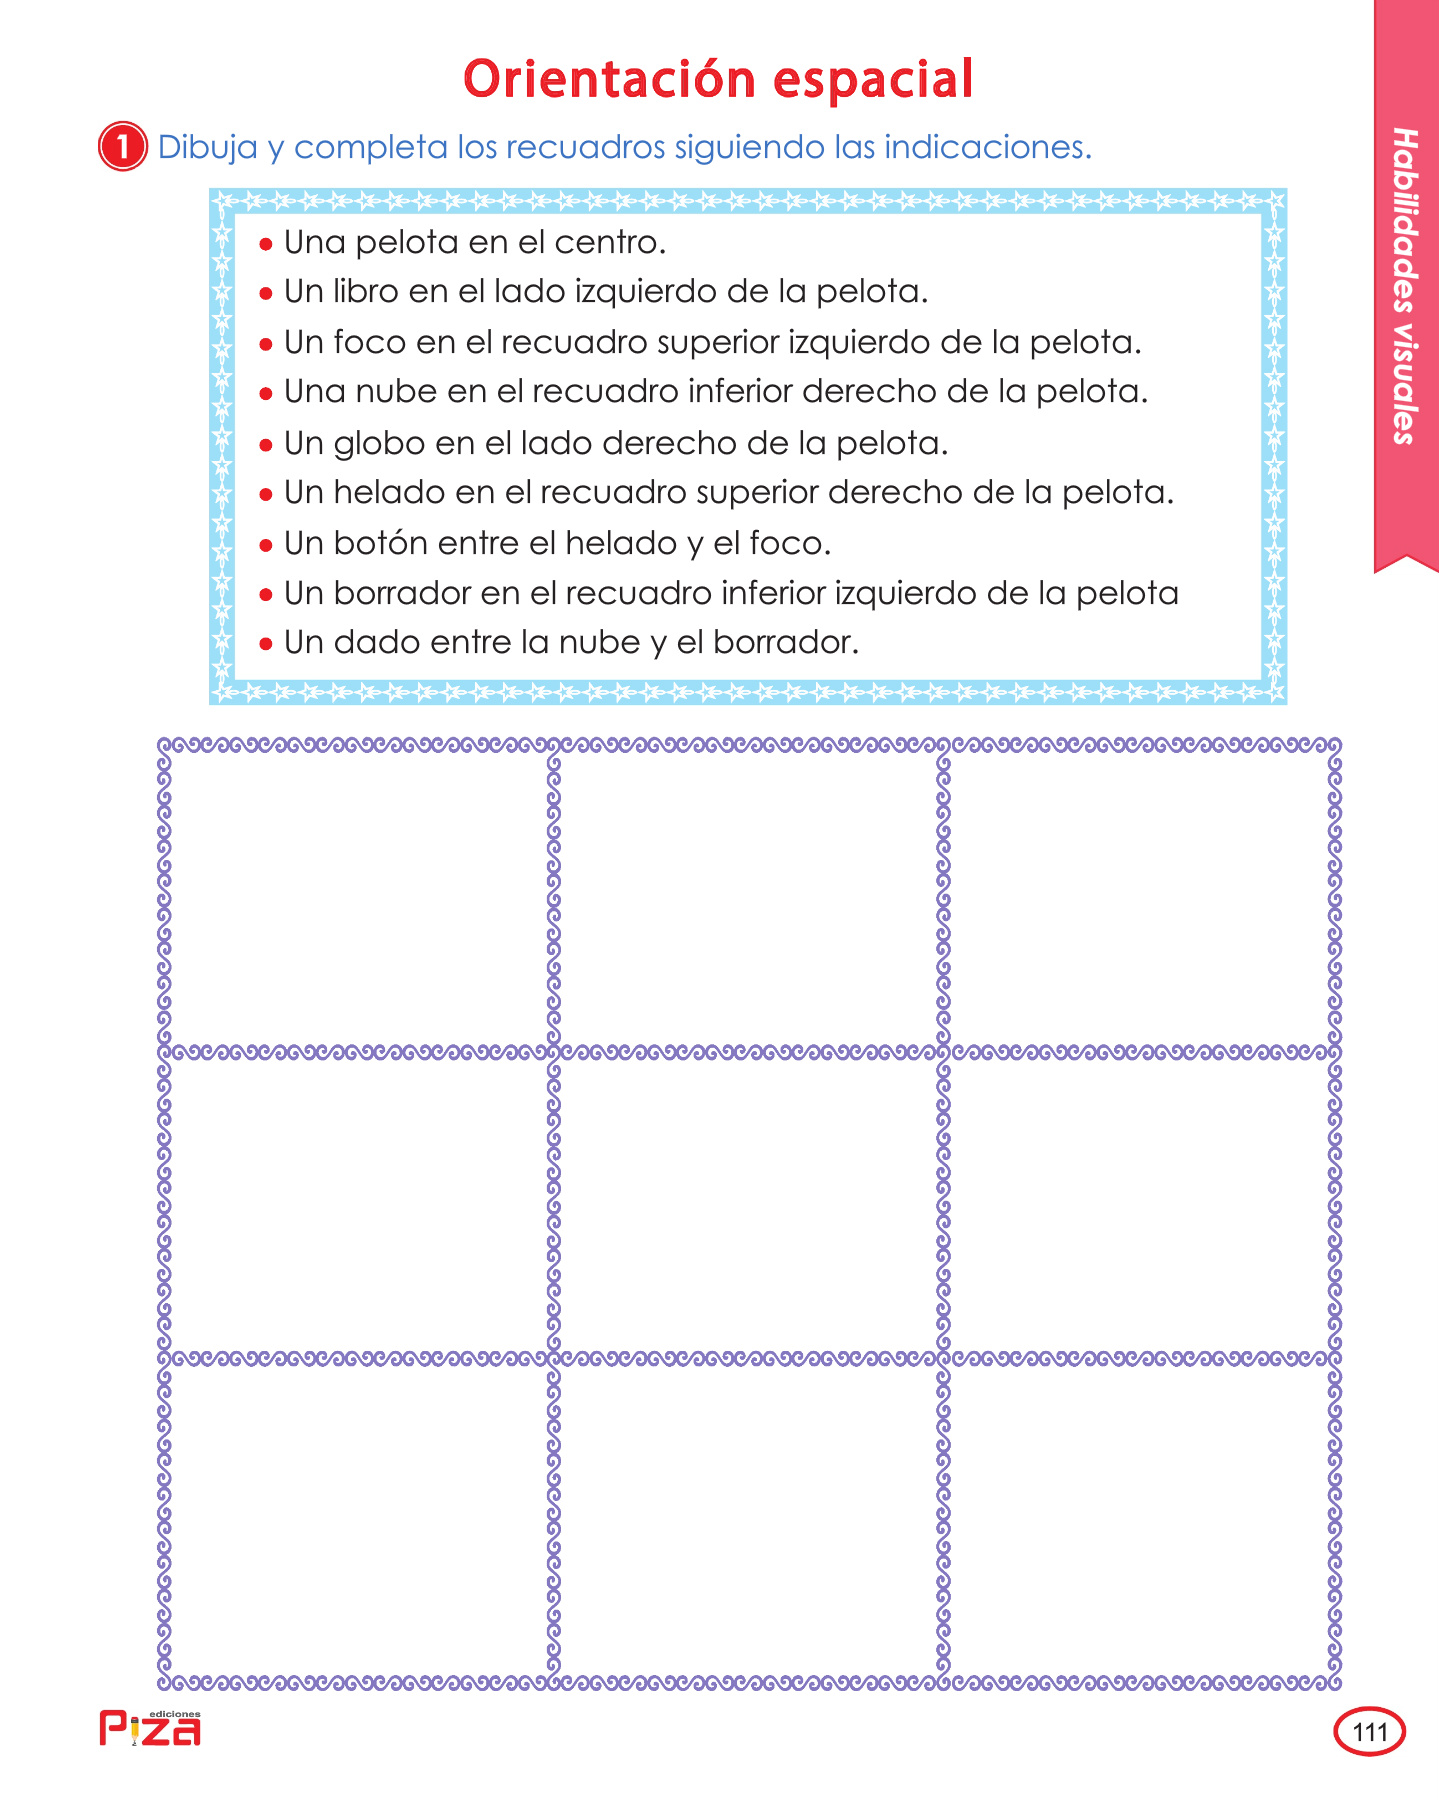 Orientación espacial
1 Dibuja y completa los recuadros siguiendo las indicaciones.
Habilidades visuales
• Una pelota en el centro.
• Un libro en el lado izquierdo de la pelota.
• Un foco en el recuadro superior izquierdo de la pelota.
• Una nube en el recuadro inferior derecho de la pelota.
• Un globo en el lado derecho de la pelota.
• Un helado en el recuadro superior derecho de la pelota.
• Un botón entre el helado y el foco.
• Un borrador en el recuadro inferior izquierdo de la pelota
• Un dado entre la nube y el borrador.
ediciones
Piza
111